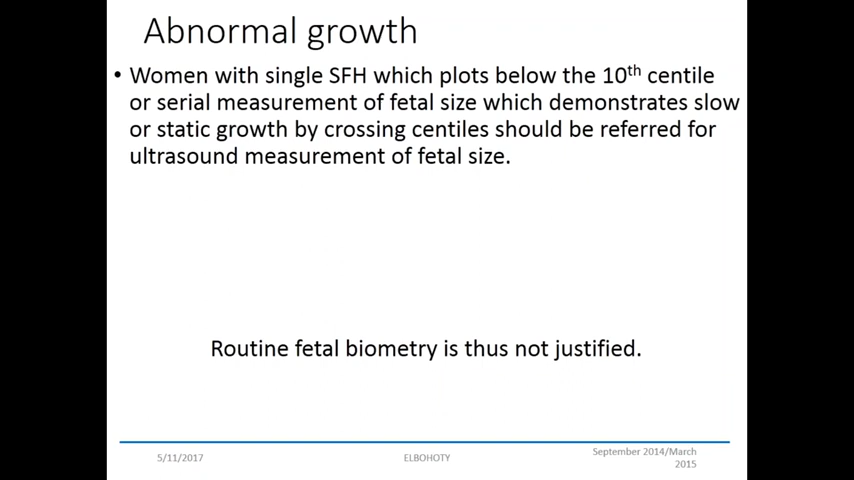 Abnormal growth
• Women with single SFH which plots below the 10th centile
or serial measurement of fetal size which demonstrates slow
or static growth by crossing centiles should be referred for
ultrasound measurement of fetal size.
Routine fetal biometry is thus not justified.
5/11/2017
ELBOHOTY
September 2014/March
2015